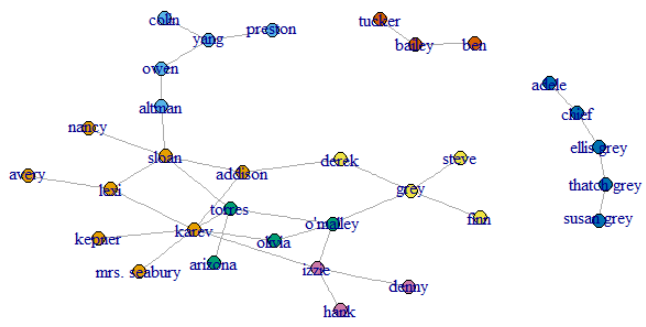 colin
tucker
yang
preston
bailey
ben
owen
adele
altman
chief
nancy
ellis grey
sloan
derek
steve
addison
avery
thatch grey
lexi
grey
torres
susan grey
o'malley
finn
karev
kepner
olivia
arizona
mrs. seabury
izzie
denny
hank